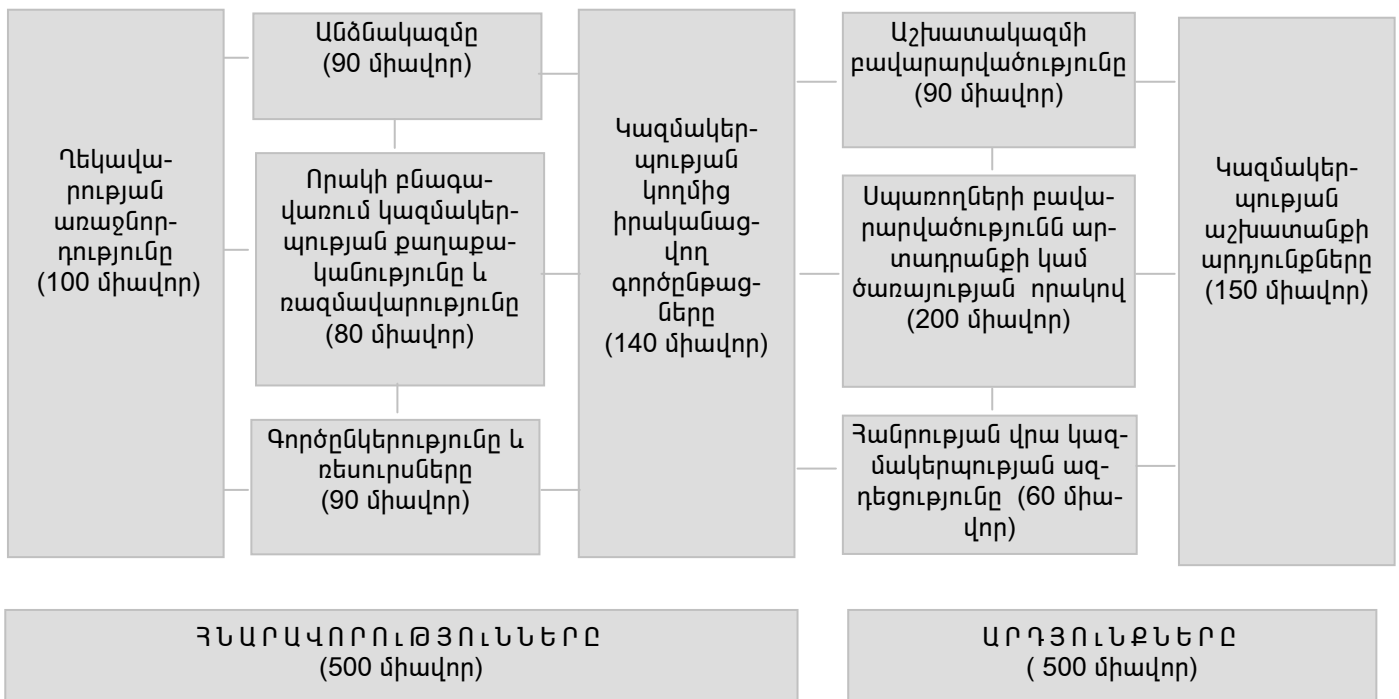 Ղեկավա-
րության
առաջնոր-
դությունը
(100 միավոր)
Անձնակազմը
(90 միավոր)
Որակի բնագա-
վառում կազմակեր-
պության քաղաքա-
կանությունը և
ռազմավարությունը
(80 միավոր)
Գործընկերությունը և
ռեսուրսները
(90 միավոր)
Կազմակեր-
պության
կողմից
իրականաց-
վող
գործընթաց-
ները
(140 միավոր)
Աշխատակազմի
բավարարվածությունը
(90 միավոր)
Սպառողների բավա-
րարվածությունն ար-
տադրանքի կամ
ծառայության որակով
(200 միավոր)
Հանրության վրա կազ-
մակերպության ազ-
դեցությունը (60 միա-
վոր)
Կազմակեր-
պության
աշխատանքի
արդյունքները
(150 միավոր)
ՀՆԱՐԱՎՈՐՈւԹՅՈւՆՆԵՐԸ
(500 միավոր)
ԱՐԴՅՈւՆՔՆԵՐԸ
( 500 միավոր)